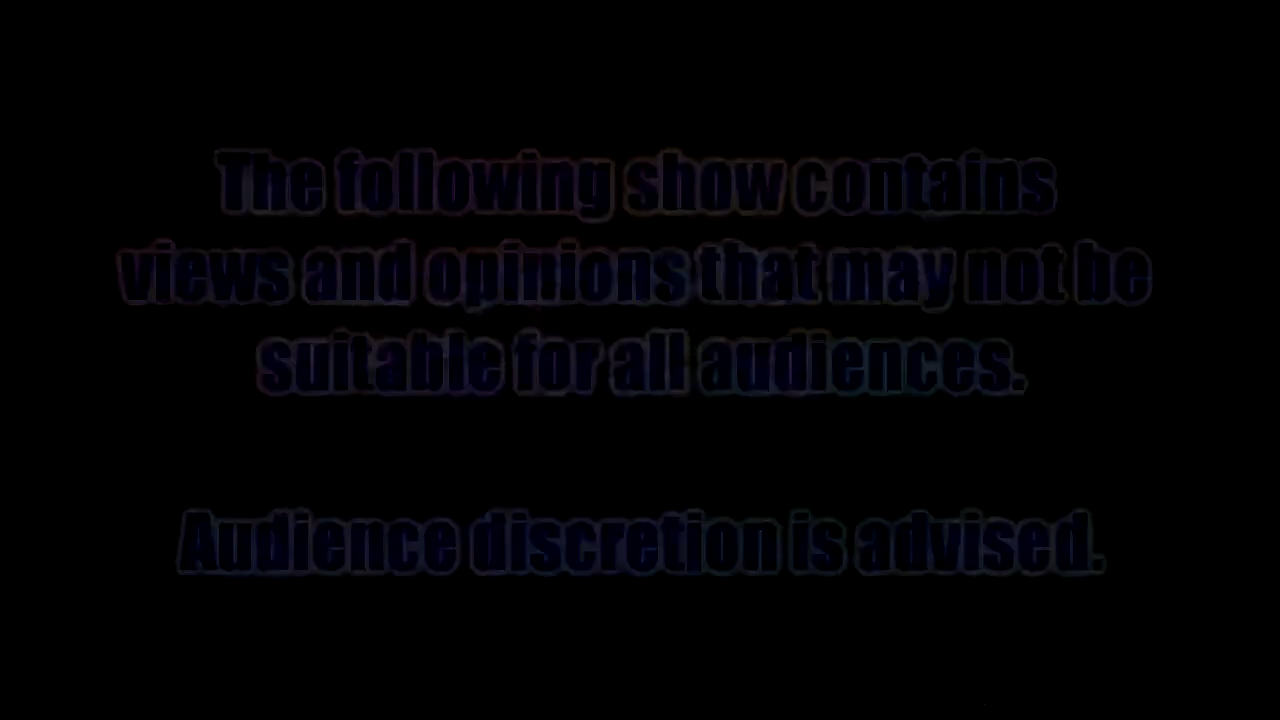 The following show contains
views and opinions that may not be
suitable for all audiences.
Audience discretion is advised.